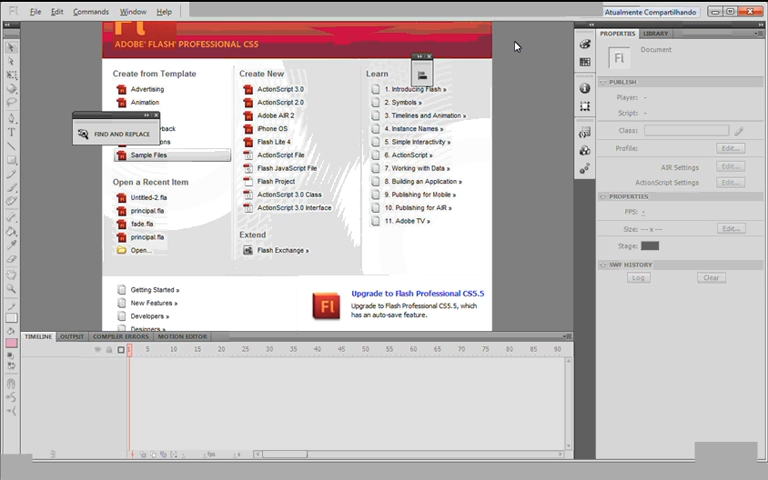 Fl File Edit Commands Window Help Atualmente Compartilhando
Fl
ADOBE® FLASH® PROFESSIONAL CS5
PROPERTIES LIBRARY
Fl Document
PUBLISH
Player: -
Script: -
Class:
Profile: Edit...
AIR Settings Edit...
ActionScript Settings Edit...
PROPERTIES
FPS: -
Size: --- x -- Edit...
Stage:
SWF HISTORY
Log Clear
Create from Template
Advertising
Animation
FIND AND REPLACE
Sample Files
Open a Recent Item
Untitled-2.fla
principal.fla
fade.fla
principal.fla
Open...
Create New
ActionScript 3.0
ActionScript 2.0
Adobe AIR 2
iPhone OS
Flash Lite 4
ActionScript File
Flash JavaScript File
Flash Project
ActionScript 3.0 Class
ActionScript 3.0 Interface
Extend
Flash Exchange »
Learn
1. Introducing Flash »
2. Symbols »
3. Timelines and Animation »
4. Instance Names »
5. Simple Interactivity »
6. ActionScript »
7. Working with Data »
8. Building an Application »
9. Publishing for Mobile »
10. Publishing for AIR »
11. Adobe TV »
Getting Started »
New Features »
Developers »
Designers »
Fl
Upgrade to Flash Professional CS5.5
Upgrade to Flash Professional CS5.5, which
has an auto-save feature.
TIMELINE OUTPUT COMPILER ERRORS MOTION EDITOR
1 5 10 15 20 25 30 35 40 45 50 55 60 65 70 75 80 85 90